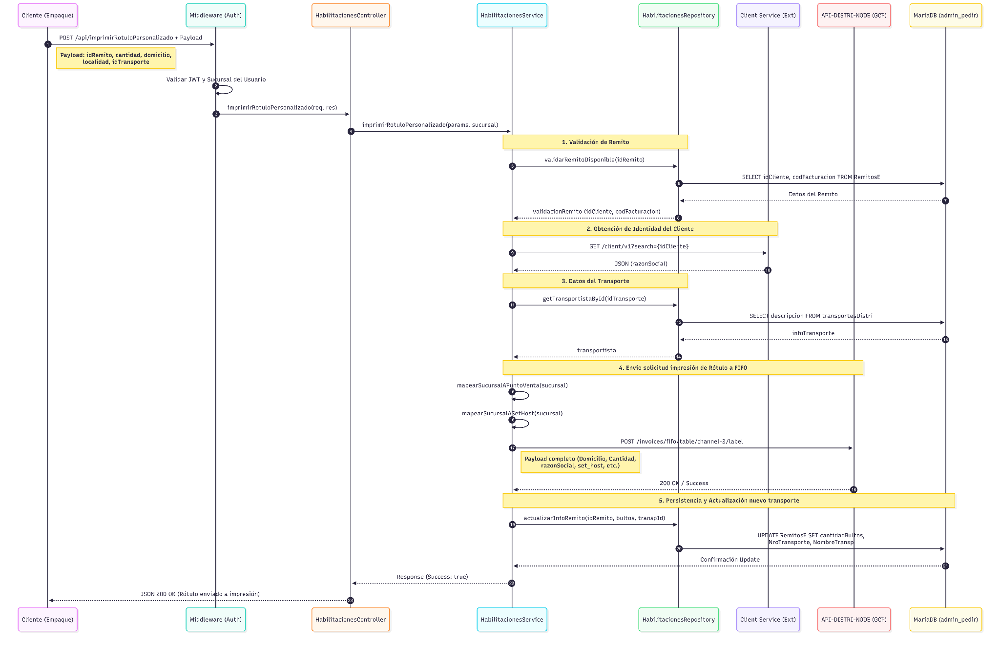 Cliente (Empaque)
Middleware (Auth)
HabilitacionesController
HabilitacionesService
HabilitacionesRepository
Client Service (Ext)
API-DISTRI-NODE (GCP)
MariaDB (admin_pedir)
POST /api/imprimirRotuloPersonalizado + Payload
1
Payload: idRemito, cantidad, domicilio,
localidad, idTransporte
Validar JWT y Sucursal del Usuario
2
imprimirRotuloPersonalizado(req, res)
3
imprimirRotuloPersonalizado(params, sucursal)
4
1. Validación de Remito
validarRemitoDisponible(idRemito)
5
SELECT idCliente, codFacturacion FROM RemitosE
6
Datos del Remito
7
validacionRemito (idCliente, codFacturacion)
8
2. Obtención de Identidad del Cliente
GET /client/v1?search={idCliente}
9
JSON (razonSocial)
10
3. Datos del Transporte
getTransportistaById(idTransporte)
11
SELECT descripcion FROM transportesDistri
12
infoTransporte
13
transportista
14
4. Envio solicitud impresión de Rótulo a FIFO
mapearSucursalAPuntoVenta(sucursal)
15
mapearSucursalASetHost(sucursal)
16
POST /invoices/fifo/table/channel-3/label
17
Payload completo (Domicilio, Cantidad,
razonSocial, set_host, etc.)
200 OK / Success
18
5. Persistencia y Actualización nuevo transporte
actualizarInfoRemito(idRemito, bultos, transpId)
19
UPDATE RemitosE SET cantidadBultos,
NroTransporte, NombreTransp
20
Confirmación Update
21
Response (Success: true)
22
JSON 200 OK (Rótulo enviado a impresión)
23
Cliente (Empaque)
Middleware (Auth)
HabilitacionesController
HabilitacionesService
HabilitacionesRepository
Client Service (Ext)
API-DISTRI-NODE (GCP)
MariaDB (admin_pedir)